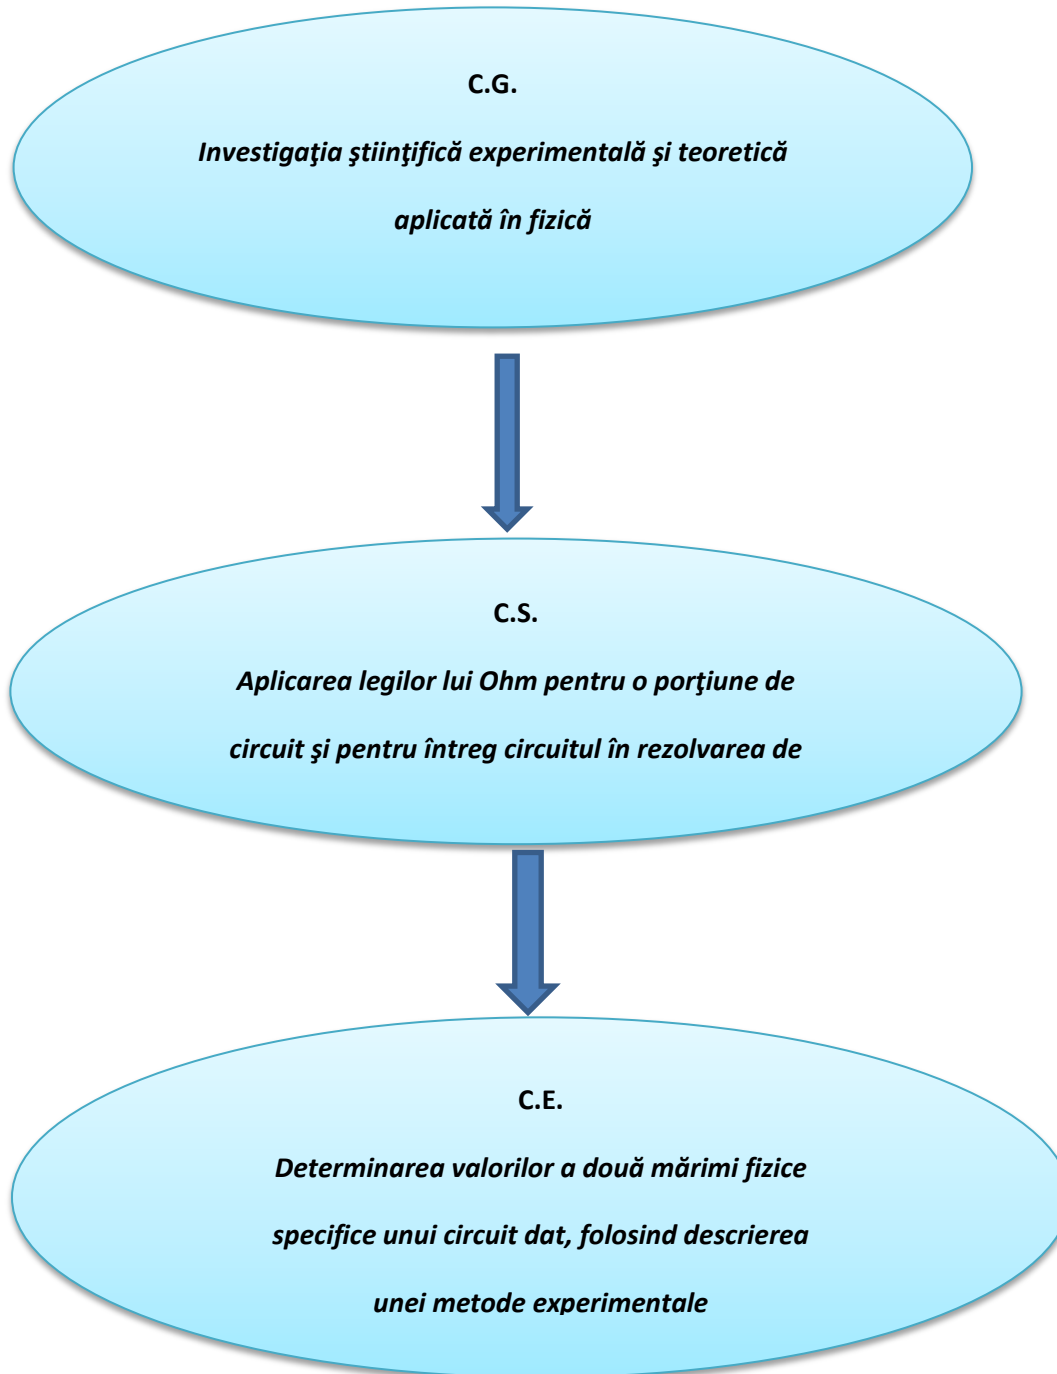 C.G.
Investigaţia ştiinţifică experimentală şi teoretică
aplicată în fizică
C.S.
Aplicarea legilor lui Ohm pentru o porţiune de
circuit şi pentru întreg circuitul în rezolvarea de
C.E.
Determinarea valorilor a două mărimi fizice
specifice unui circuit dat, folosind descrierea
unei metode experimentale